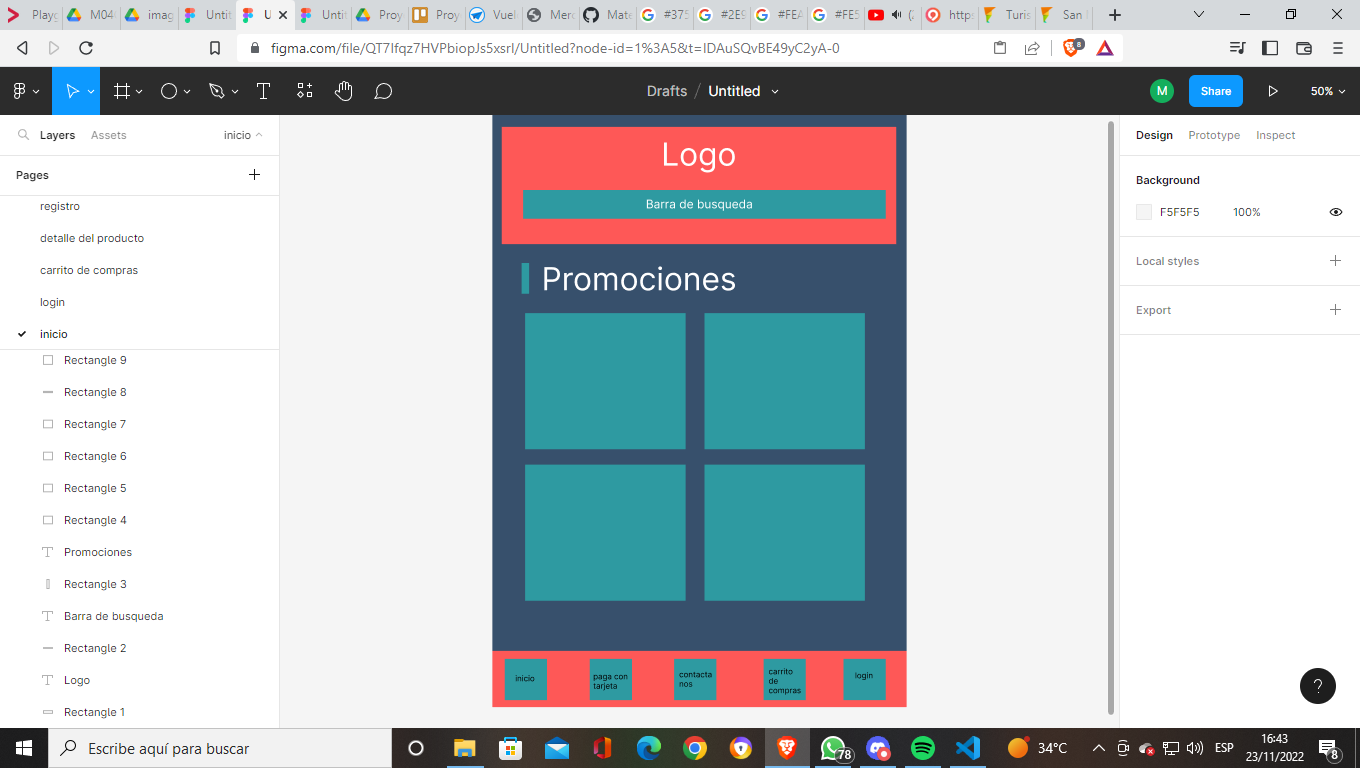 Play
M04
imag
Untit
U
Untit
Proy
Proy
Vuel
Merc
Mate
#375
#2E9
#FEA
#FE5
(2
https
Turis
San
figma.com/file/QT7Ifqz7HVPbiopJs5xsrl/Untitled?node-id=1%3A5&t=IDAuSQvBE49yC2yA-0
8
Drafts / Untitled
M
Share
50%
Layers
Assets
inicio
Pages
registro
detalle del producto
carrito de compras
login
inicio
Rectangle 9
Rectangle 8
Rectangle 7
Rectangle 6
Rectangle 5
Rectangle 4
Promociones
Rectangle 3
Barra de busqueda
Rectangle 2
Logo
Rectangle 1
Logo
Barra de busqueda
Promociones
inicio
paga con
tarjeta
contacta
nos
carrito
de
compras
login
Design
Prototype
Inspect
Background
F5F5F5
100%
Local styles
Export
?
Escribe aquí para buscar
78
34°C
ESP
16:43
23/11/2022
8